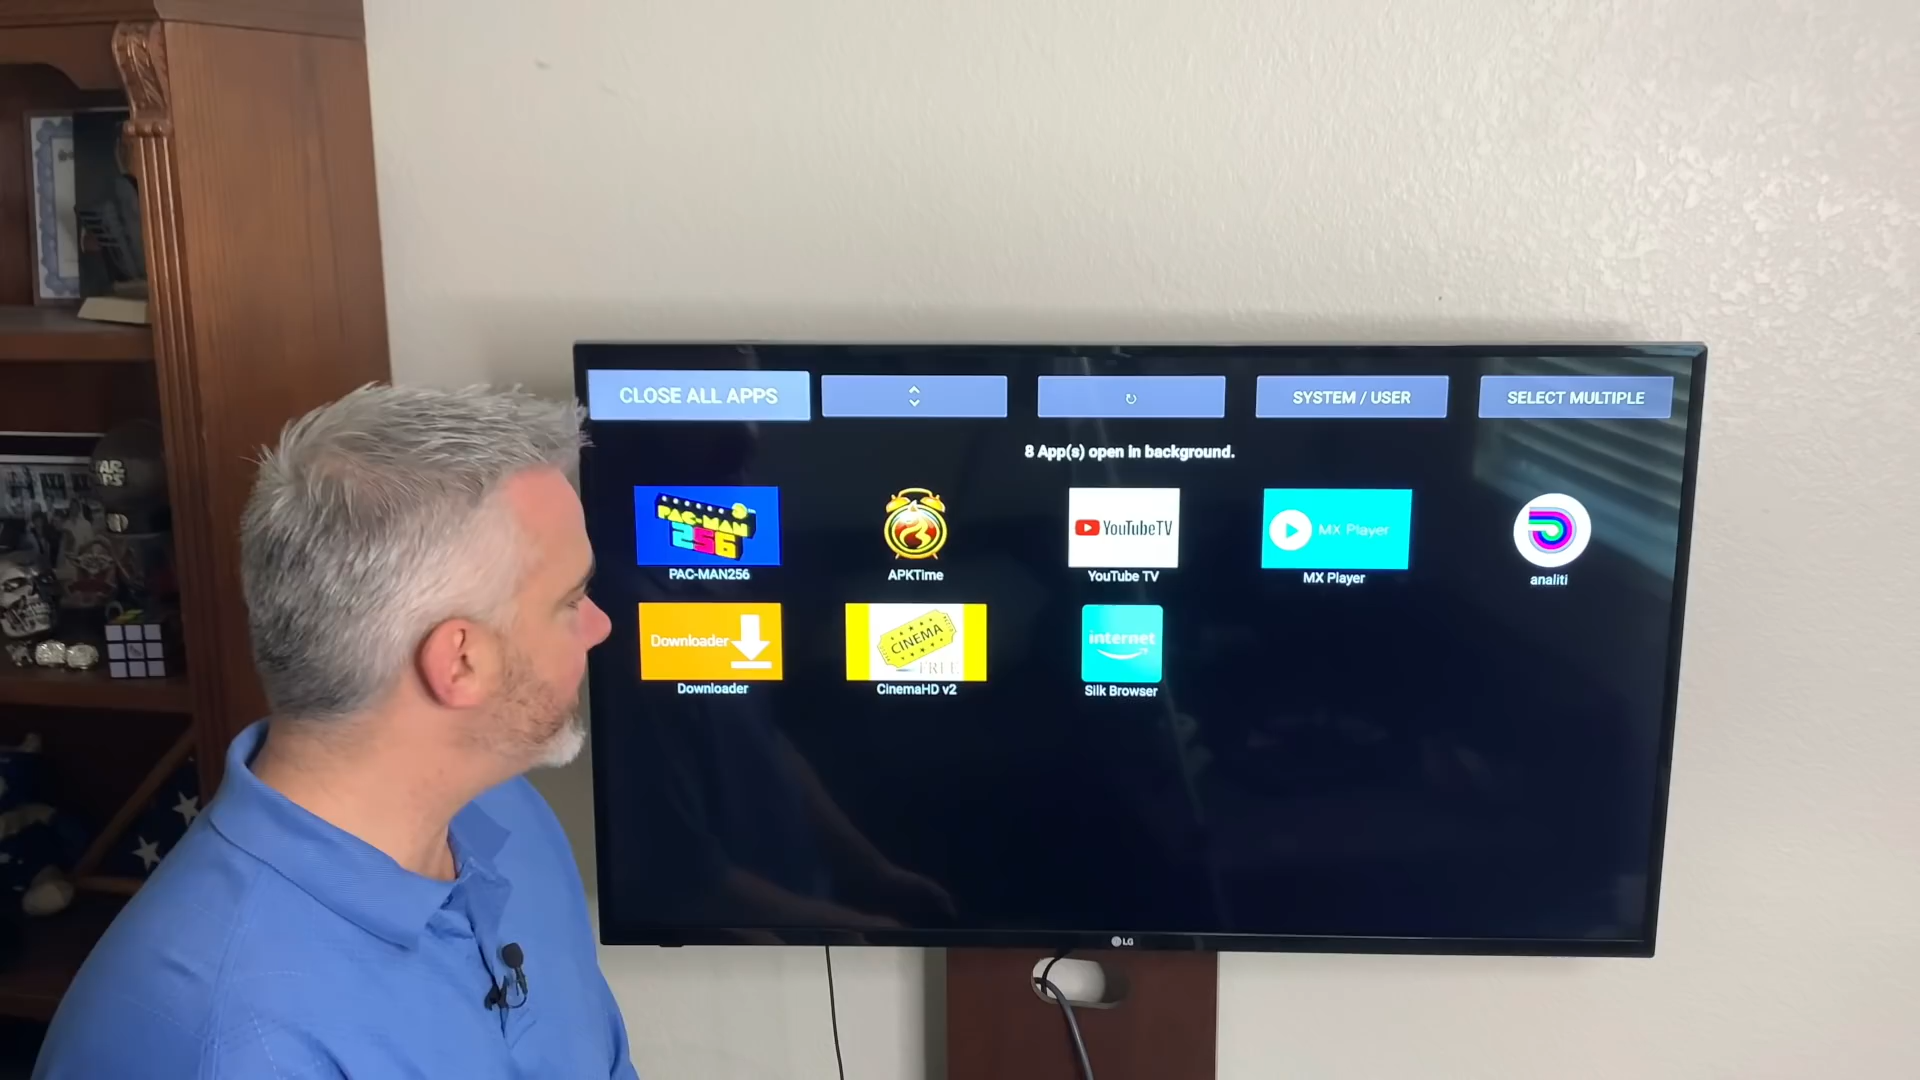 CLOSE ALL APPS
SYSTEM / USER
SELECT MULTIPLE
8 App(s) open in background.
PAC-MAN
256
PAC-MAN256
APKTime
YouTubeTV
YouTube TV
MX Player
MX Player
analiti
Downloader
Downloader
CINEMA
FREE
CinemaHD v2
internet
Silk Browser
LG